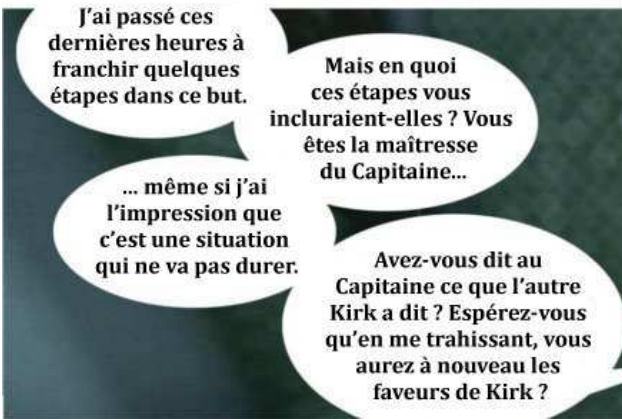 J'ai passé ces
dernières heures à
franchir quelques
étapes dans ce but.
Mais en quoi
ces étapes vous
incluraient-elles ? Vous
êtes la maîtresse
du Capitaine...
... même si j'ai
l'impression que
c'est une situation
qui ne va pas durer.
Avez-vous dit au
Capitaine ce que l'autre
Kirk a dit ? Espérez-vous
qu'en me trahissant, vous
aurez à nouveau les
faveurs de Kirk ?